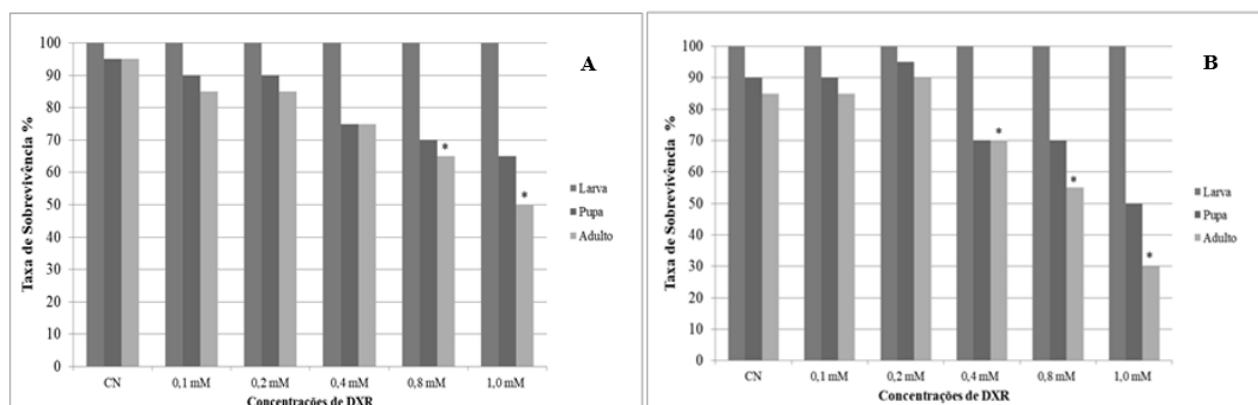 A
Taxa de Sobrevivência %
100
90
80
70
60
50
40
30
20
10
0
*
*
CN
0,1 mM
0,2 mM
0,4 mM
0,8 mM
1,0 mM
Concentrações de DXR
Larva
Pupa
Adulto
B
Taxa de Sobrevivência %
100
90
80
70
60
50
40
30
20
10
0
*
*
*
CN
0,1 mM
0,2 mM
0,4 mM
0,8 mM
1,0 mM
Concentrações de DXR
Larva
Pupa
Adulto